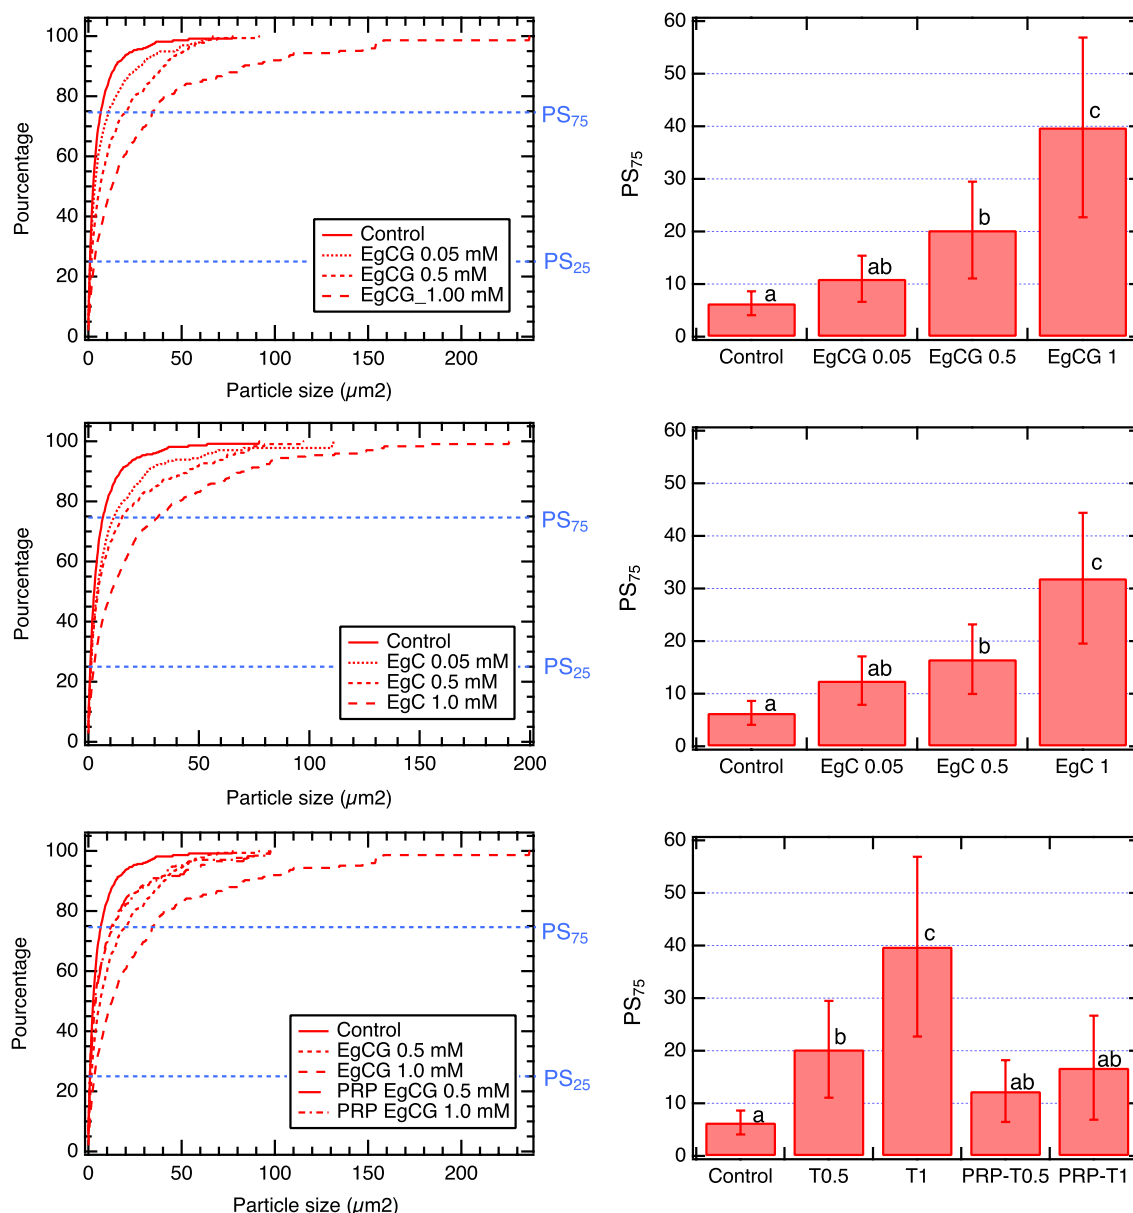 100
80
60
40
20
0
Pourcentage
PS75
PS25
Control
EgCG 0.05 mM
EgCG 0.5 mM
EgCG_1.00 mM
0 50 100 150 200
Particle size (µm2)
60
50
40
30
20
10
0
PS75
a
ab
b
c
Control EgCG 0.05 EgCG 0.5 EgCG 1
100
80
60
40
20
0
Pourcentage
PS75
PS25
Control
EgC 0.05 mM
EgC 0.5 mM
EgC 1.0 mM
0 50 100 150 200
Particle size (µm2)
60
50
40
30
20
10
0
PS75
a
ab
b
c
Control EgC 0.05 EgC 0.5 EgC 1
100
80
60
40
20
0
Pourcentage
PS75
PS25
Control
EgCG 0.5 mM
EgCG 1.0 mM
PRP EgCG 0.5 mM
PRP EgCG 1.0 mM
0 50 100 150 200
Particle size (µm2)
60
50
40
30
20
10
0
PS75
a
b
c
ab
ab
Control T0.5 T1 PRP-T0.5 PRP-T1